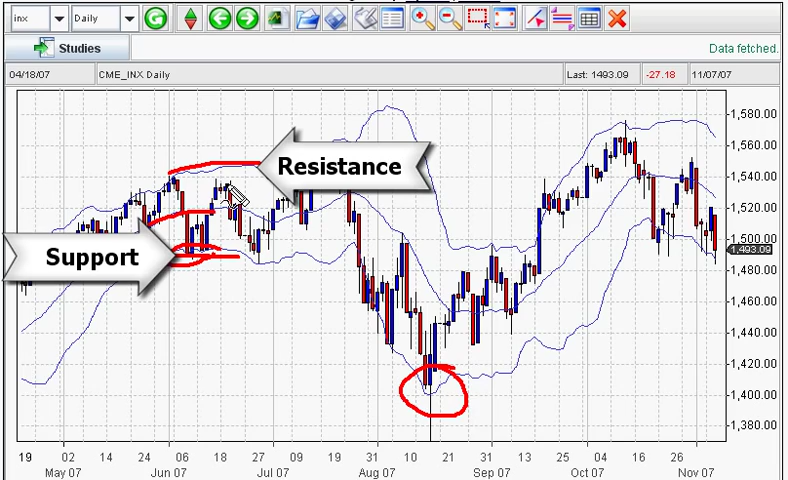 inx
Daily
Studies
Data fetched.
04/18/07
CME_INX Daily
Last: 1493.09
-27.18
11/07/07
Resistance
Support
1,580.00
1,560.00
1,540.00
1,520.00
1,500.00
1,493.09
1,480.00
1,460.00
1,440.00
1,420.00
1,400.00
1,380.00
19 02 14 24 06 18 27 09 19 31 10 21 31 13 25 04 16 26
May 07 Jun 07 Jul 07 Aug 07 Sep 07 Oct 07 Nov 07